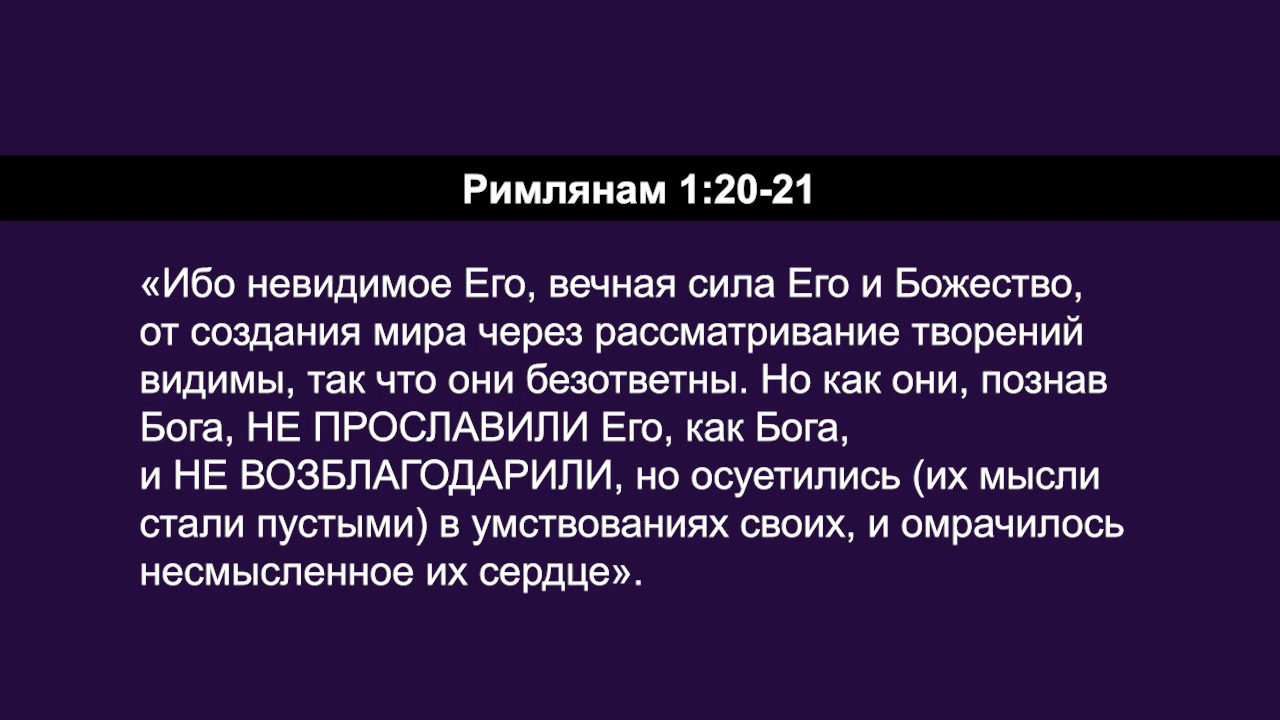 Римлянам 1:20-21
«Ибо невидимое Его, вечная сила Его и Божество,
от создания мира через рассматривание творений
видимы, так что они безответны. Но как они, познав
Бога, НЕ ПРОСЛАВИЛИ Его, как Бога,
и НЕ ВОЗБЛАГОДАРИЛИ, но осуетились (их мысли
стали пустыми) в умствованиях своих, и омрачилось
несмысленное их сердце».